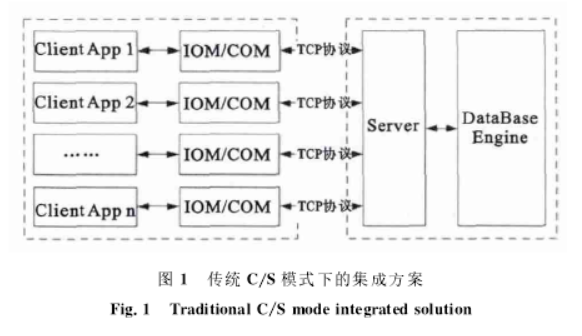 Client App 1 IOM/COM TCP协议
Client App 2 IOM/COM TCP协议
…… IOM/COM TCP协议
Client App n IOM/COM TCP协议
Server
DataBase
Engine
图 1 传统 C/S 模式下的集成方案
Fig. 1 Traditional C/S mode integrated solution